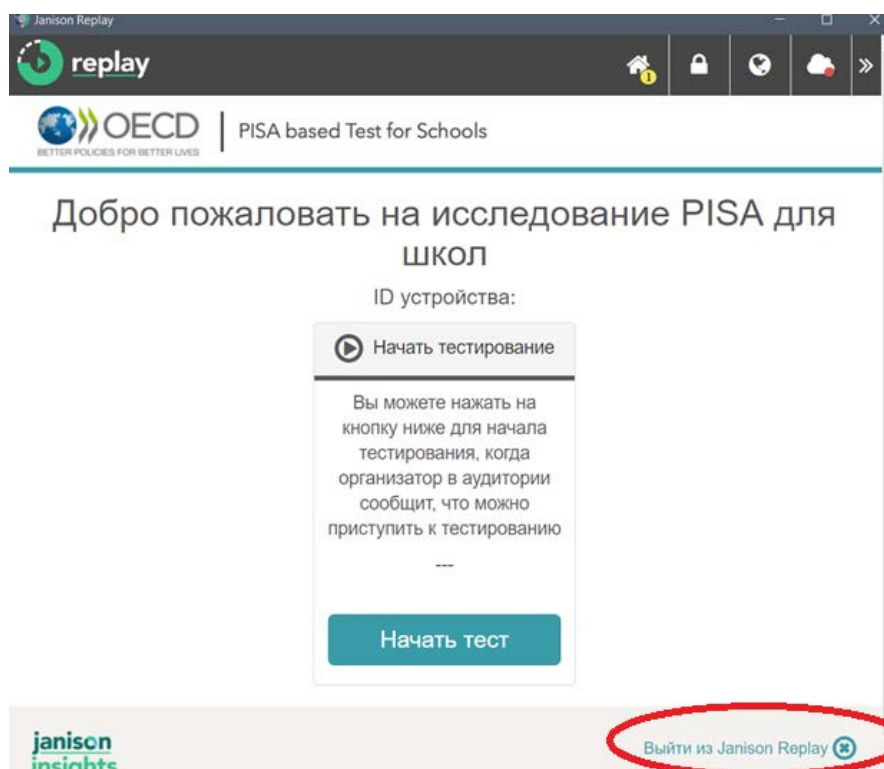 Janison Replay
replay
1
OECD
BETTER POLICIES FOR BETTER LIVES
PISA based Test for Schools
Добро пожаловать на исследование PISA для
школ
ID устройства:
Начать тестирование
Вы можете нажать на
кнопку ниже для начала
тестирования, когда
организатор в аудитории
сообщит, что можно
приступить к тестированию
---
Начать тест
janison
insights
Выйти из Janison Replay